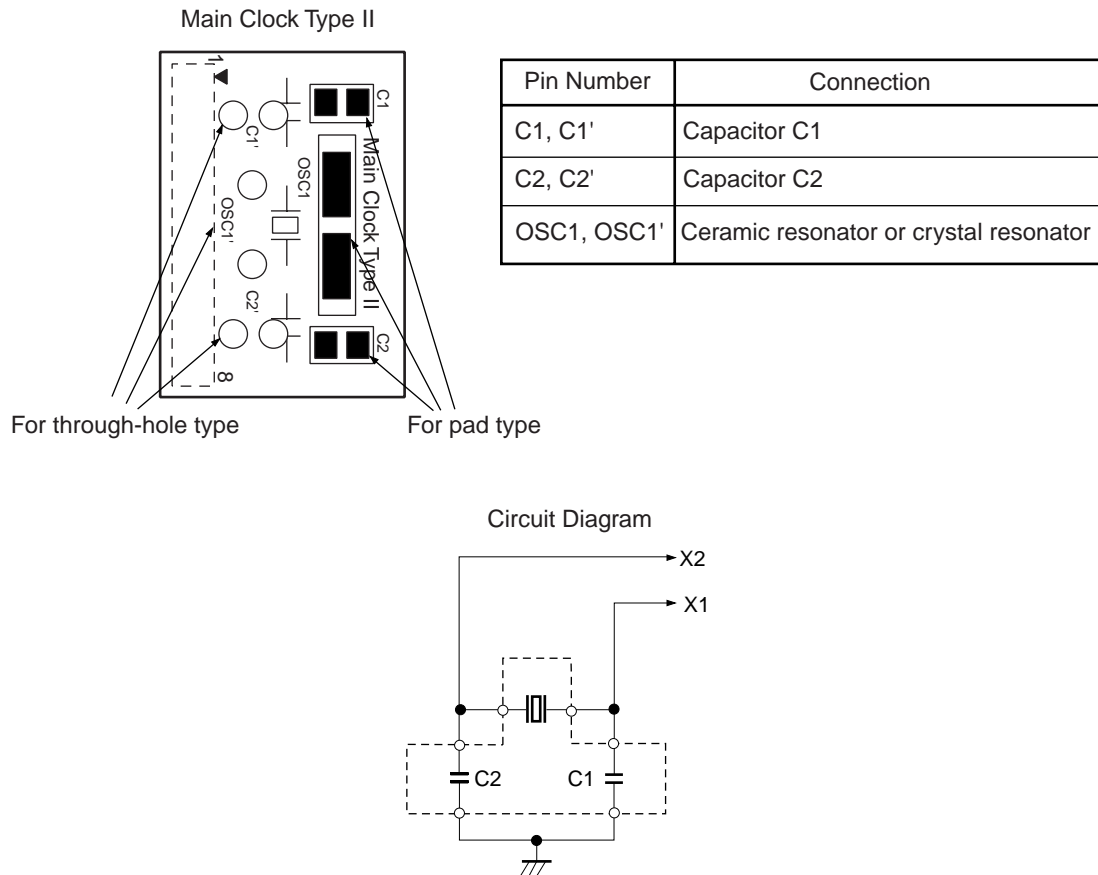 Main Clock Type II
1
C1
C1'
OSC1
Main Clock Type II
OSC1'
C2'
C2
8
For through-hole type
For pad type
Pin Number Connection
C1, C1' Capacitor C1
C2, C2' Capacitor C2
OSC1, OSC1' Ceramic resonator or crystal resonator
Circuit Diagram
X2
X1
C2
C1